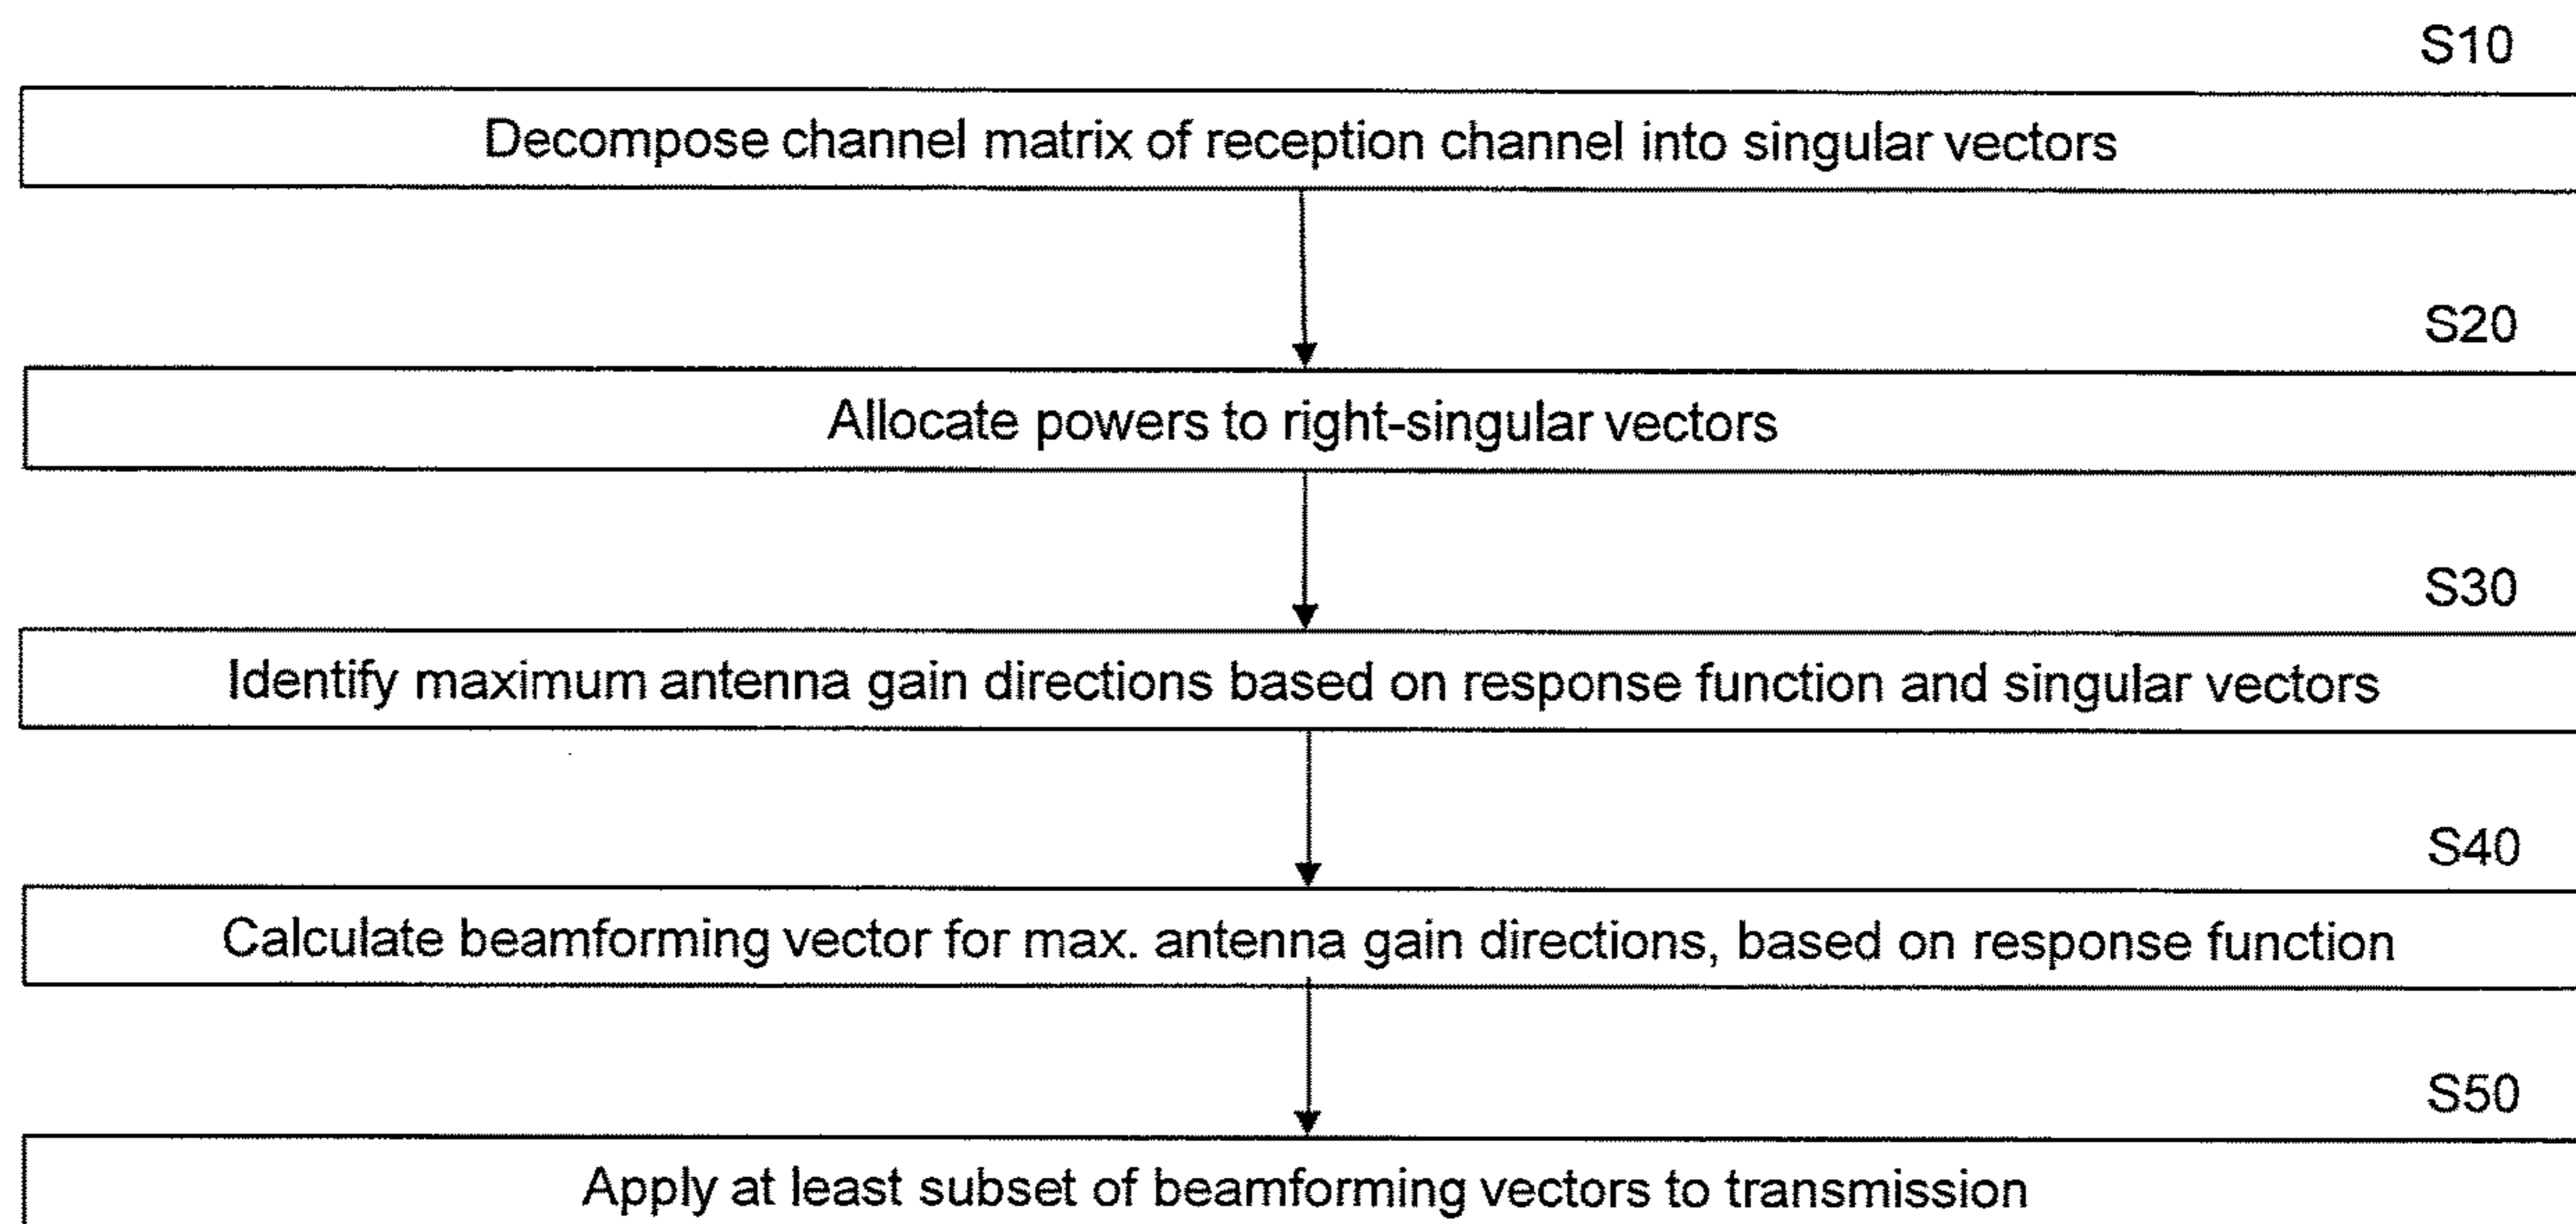 S10
Decompose channel matrix of reception channel into singular vectors
S20
Allocate powers to right-singular vectors
S30
Identify maximum antenna gain directions based on response function and singular vectors
S40
Calculate beamforming vector for max. antenna gain directions, based on response function
S50
Apply at least subset of beamforming vectors to transmission